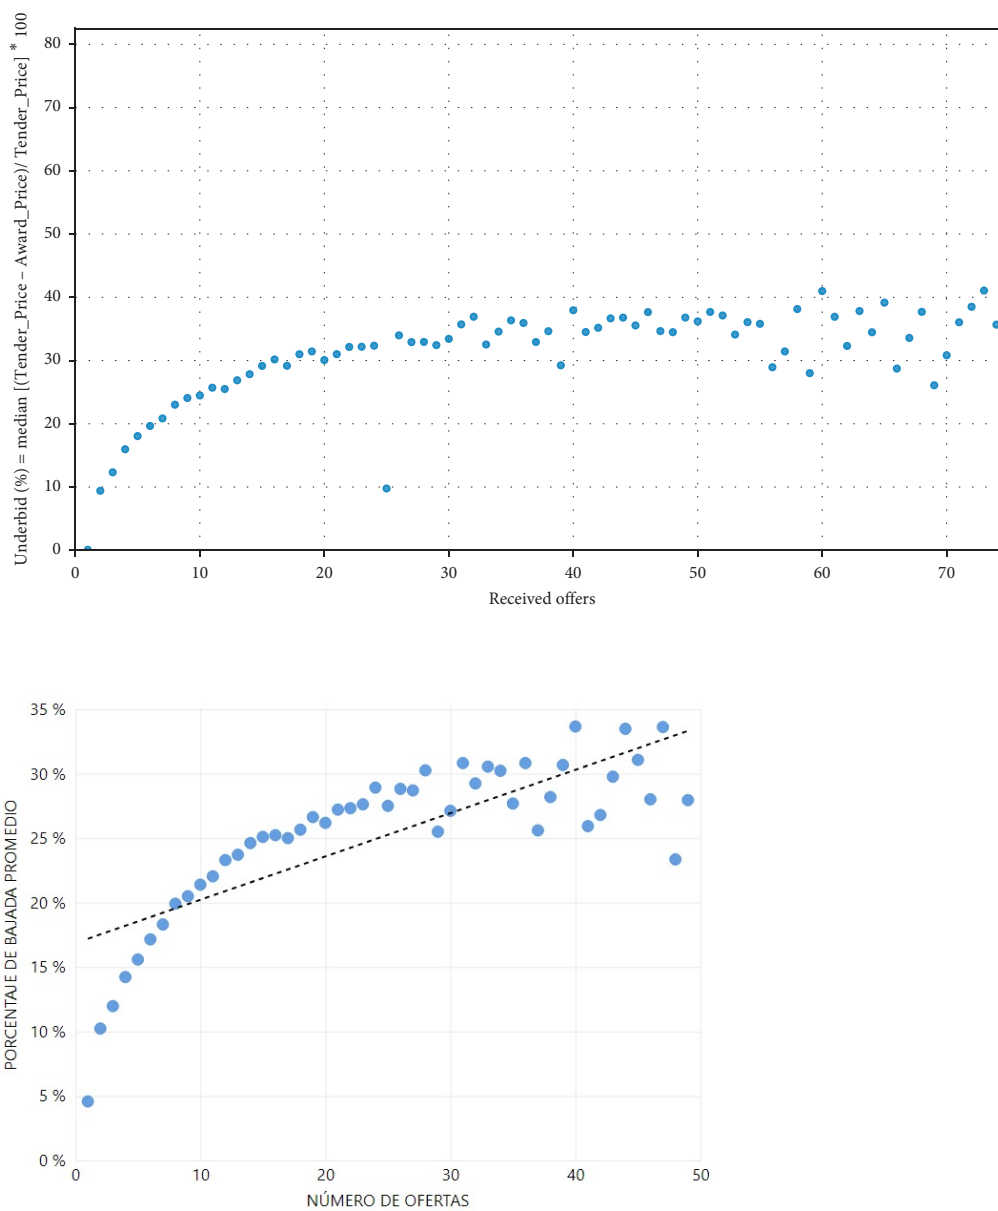 Underbid (%) = median [(Tender_Price – Award_Price)/ Tender_Price] * 100
80
70
60
50
40
30
20
10
0
0 10 20 30 40 50 60 70
Received offers
PORCENTAJE DE BAJADA PROMEDIO
35 %
30 %
25 %
20 %
15 %
10 %
5 %
0 %
0 10 20 30 40 50
NÚMERO DE OFERTAS